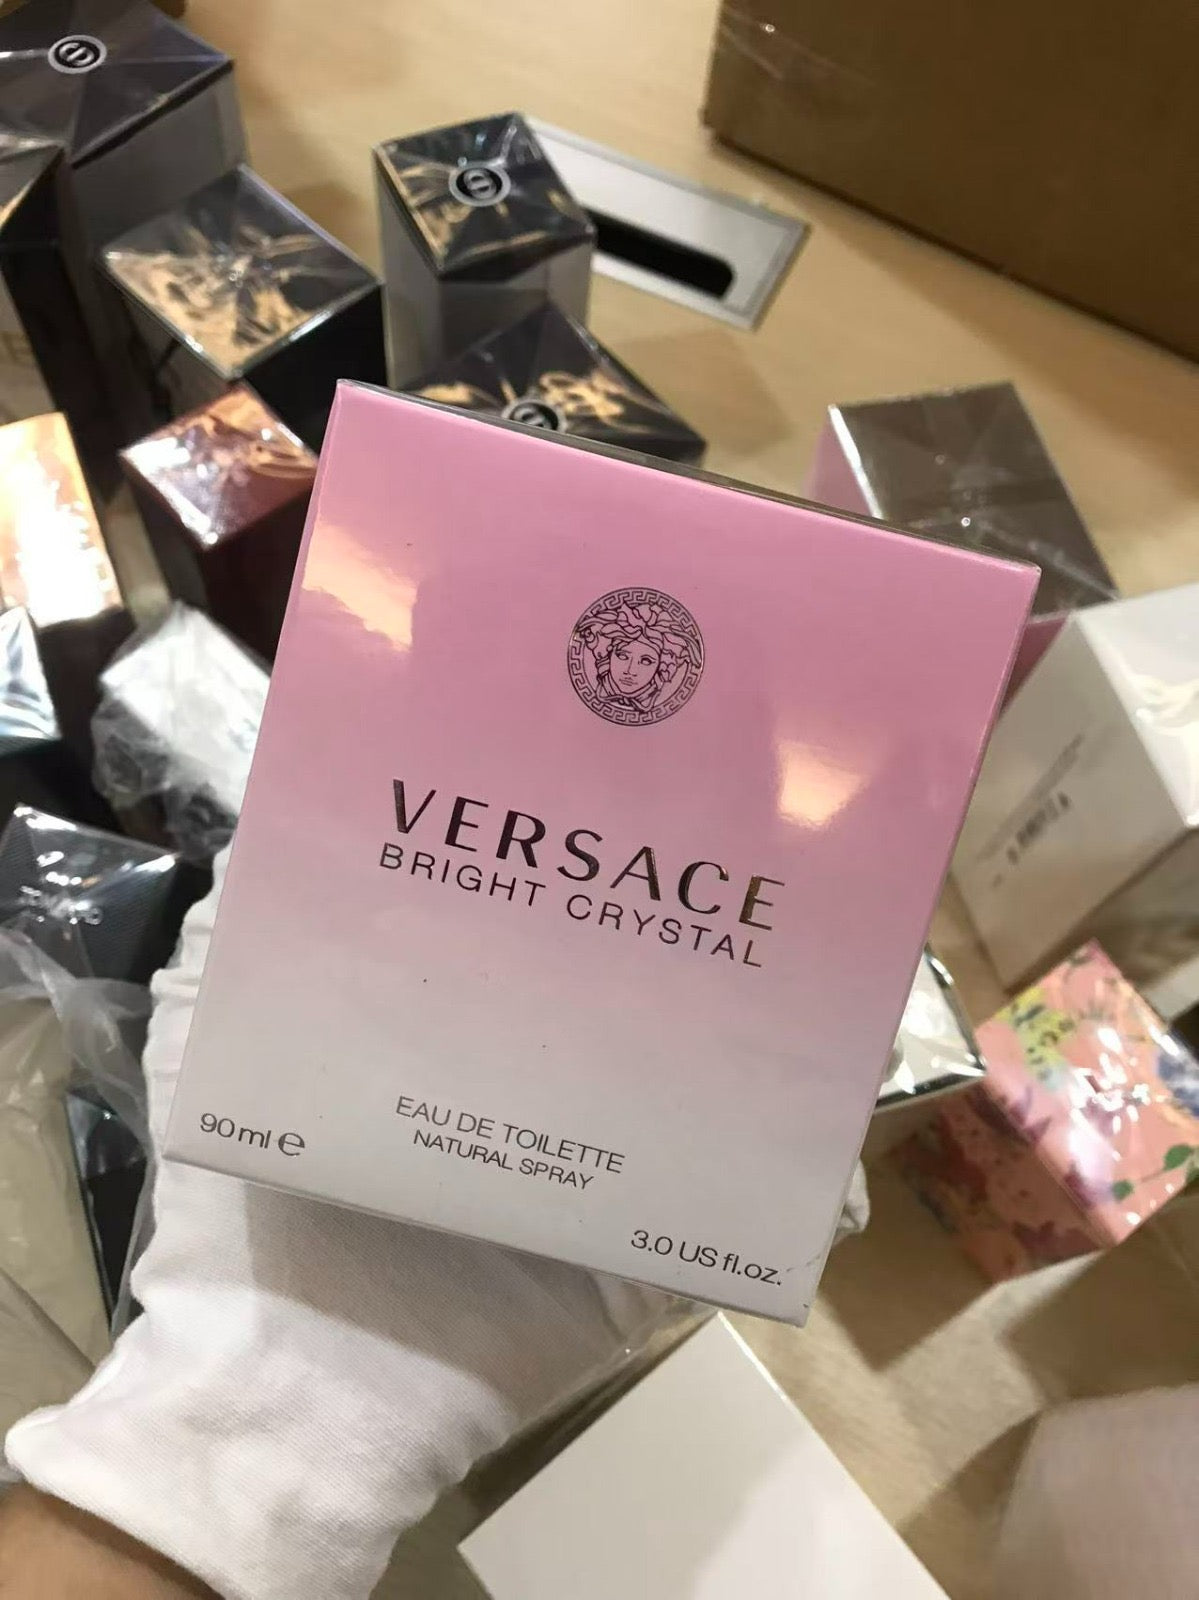 VERSACE
BRIGHT CRYSTAL
EAU DE TOILETTE
NATURAL SPRAY
90 ml e
3.0 US fl.oz.